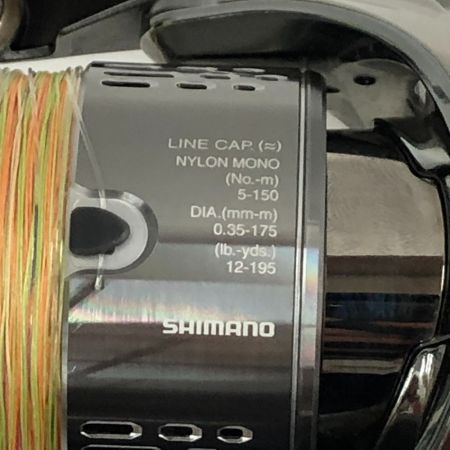 LINE CAP. (≈)
NYLON MONO
(No.-m)
5-150
DIA.(mm-m)
0.35-175
(lb.-yds.)
12-195
SHIMANO